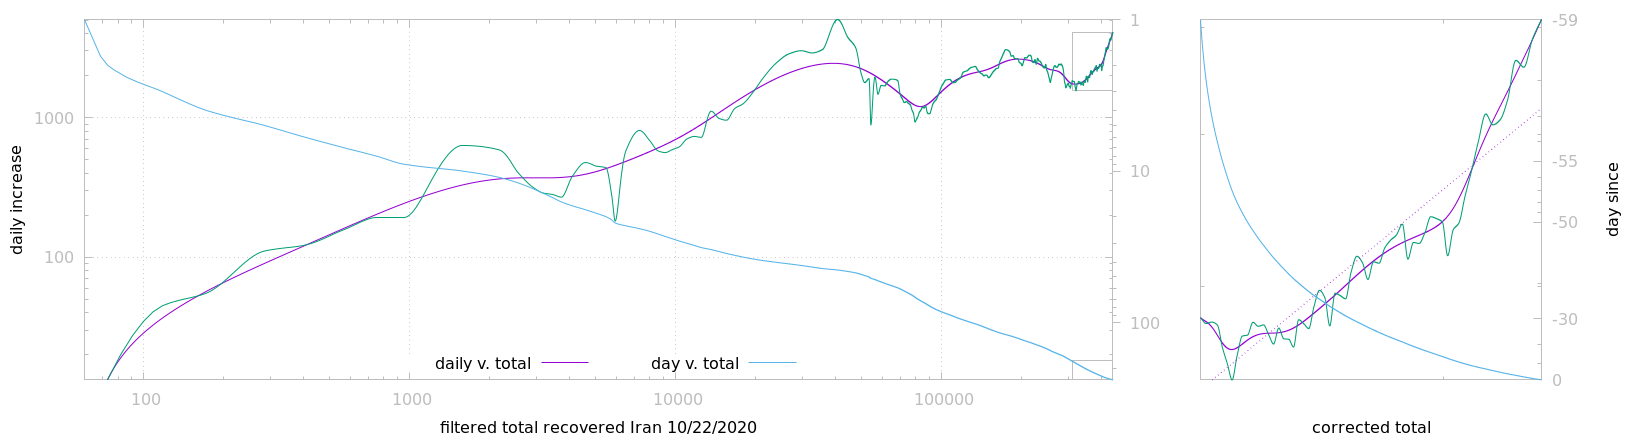 daily increase
1000
100
1
10
100
daily v. total
day v. total
100
1000
10000
100000
filtered total recovered Iran 10/22/2020
-59
-55
-50
-30
0
day since
corrected total